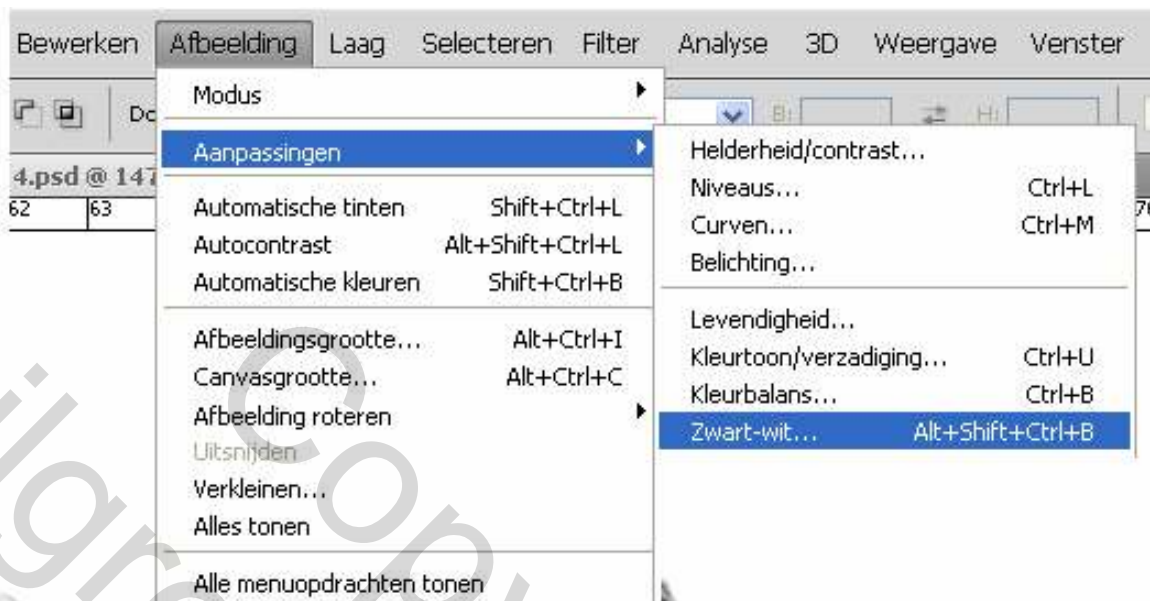 Bewerken Afbeelding Laag Selecteren Filter Analyse 3D Weergave Venster
Modus
B: H:
Aanpassingen
4.psd @ 147
62 63
Automatische tinten Shift+Ctrl+L
Autocontrast Alt+Shift+Ctrl+L
Automatische kleuren Shift+Ctrl+B
Afbeeldingsgrootte... Alt+Ctrl+I
Canvasgrootte... Alt+Ctrl+C
Afbeelding roteren
Uitsnijden
Verkleinen...
Alles tonen
Alle menuopdrachten tonen
Helderheid/contrast...
Niveaus... Ctrl+L
Curven... Ctrl+M
Belichting...
Levendigheid...
Kleurtoon/verzadiging... Ctrl+U
Kleurbalans... Ctrl+B
Zwart-wit... Alt+Shift+Ctrl+B